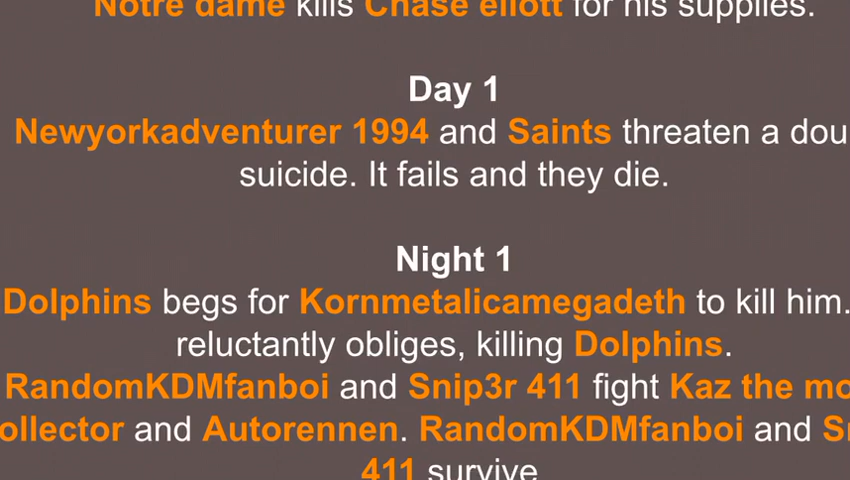 Notre dame kills Chase ellott for his supplies.
Day 1
Newyorkadventurer 1994 and Saints threaten a dou
suicide. It fails and they die.
Night 1
Dolphins begs for Kornmetalicamegadeth to kill him.
reluctantly obliges, killing Dolphins.
RandomKDMfanboi and Snip3r 411 fight Kaz the mo
ollector and Autorennen. RandomKDMfanboi and Sn
411 survive